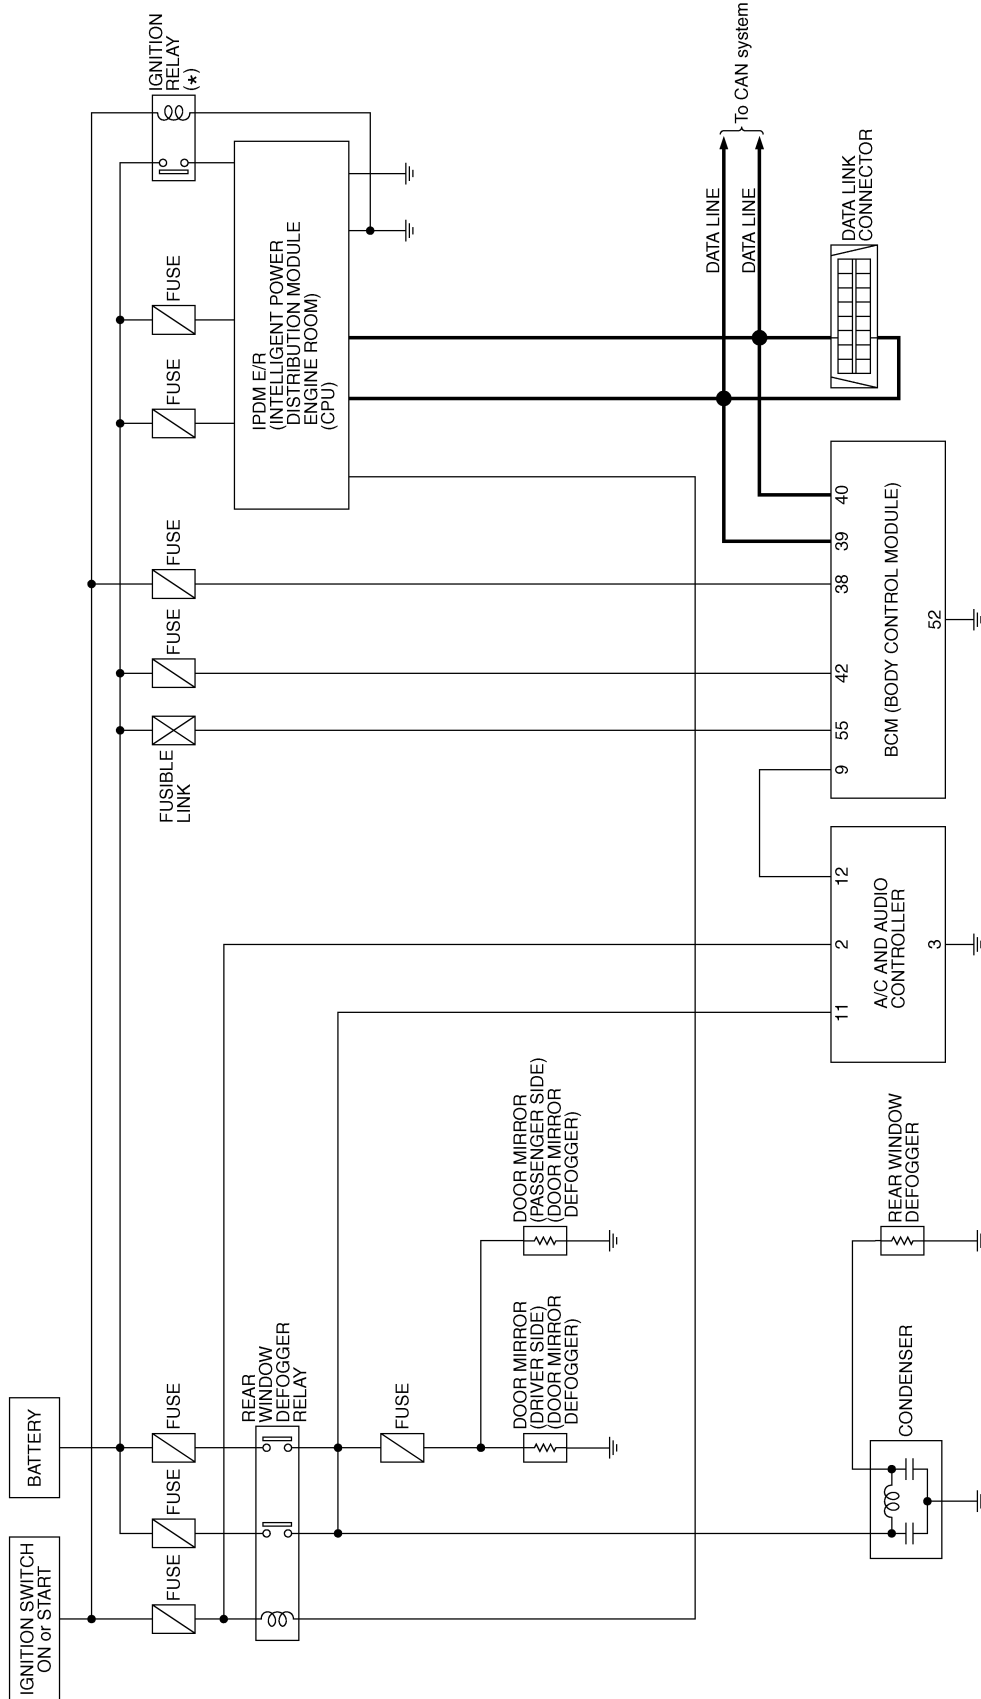 IGNITION SWITCH
ON or START
BATTERY
FUSE
FUSE
FUSE
REAR
WINDOW
DEFOGGER
RELAY
FUSE
DOOR MIRROR
(DRIVER SIDE)
(DOOR MIRROR
DEFOGGER)
DOOR MIRROR
(PASSENGER SIDE)
(DOOR MIRROR
DEFOGGER)
CONDENSER
REAR WINDOW
DEFOGGER
FUSIBLE
LINK
FUSE
FUSE
FUSE
FUSE
IGNITION
RELAY
(*)
IPDM E/R
(INTELLIGENT POWER
DISTRIBUTION MODULE
ENGINE ROOM)
(CPU)
11
2
12
A/C AND AUDIO
CONTROLLER
3
9
55
42
38
39
40
BCM (BODY CONTROL MODULE)
52
DATA LINE
DATA LINE
To CAN system
DATA LINK
CONNECTOR